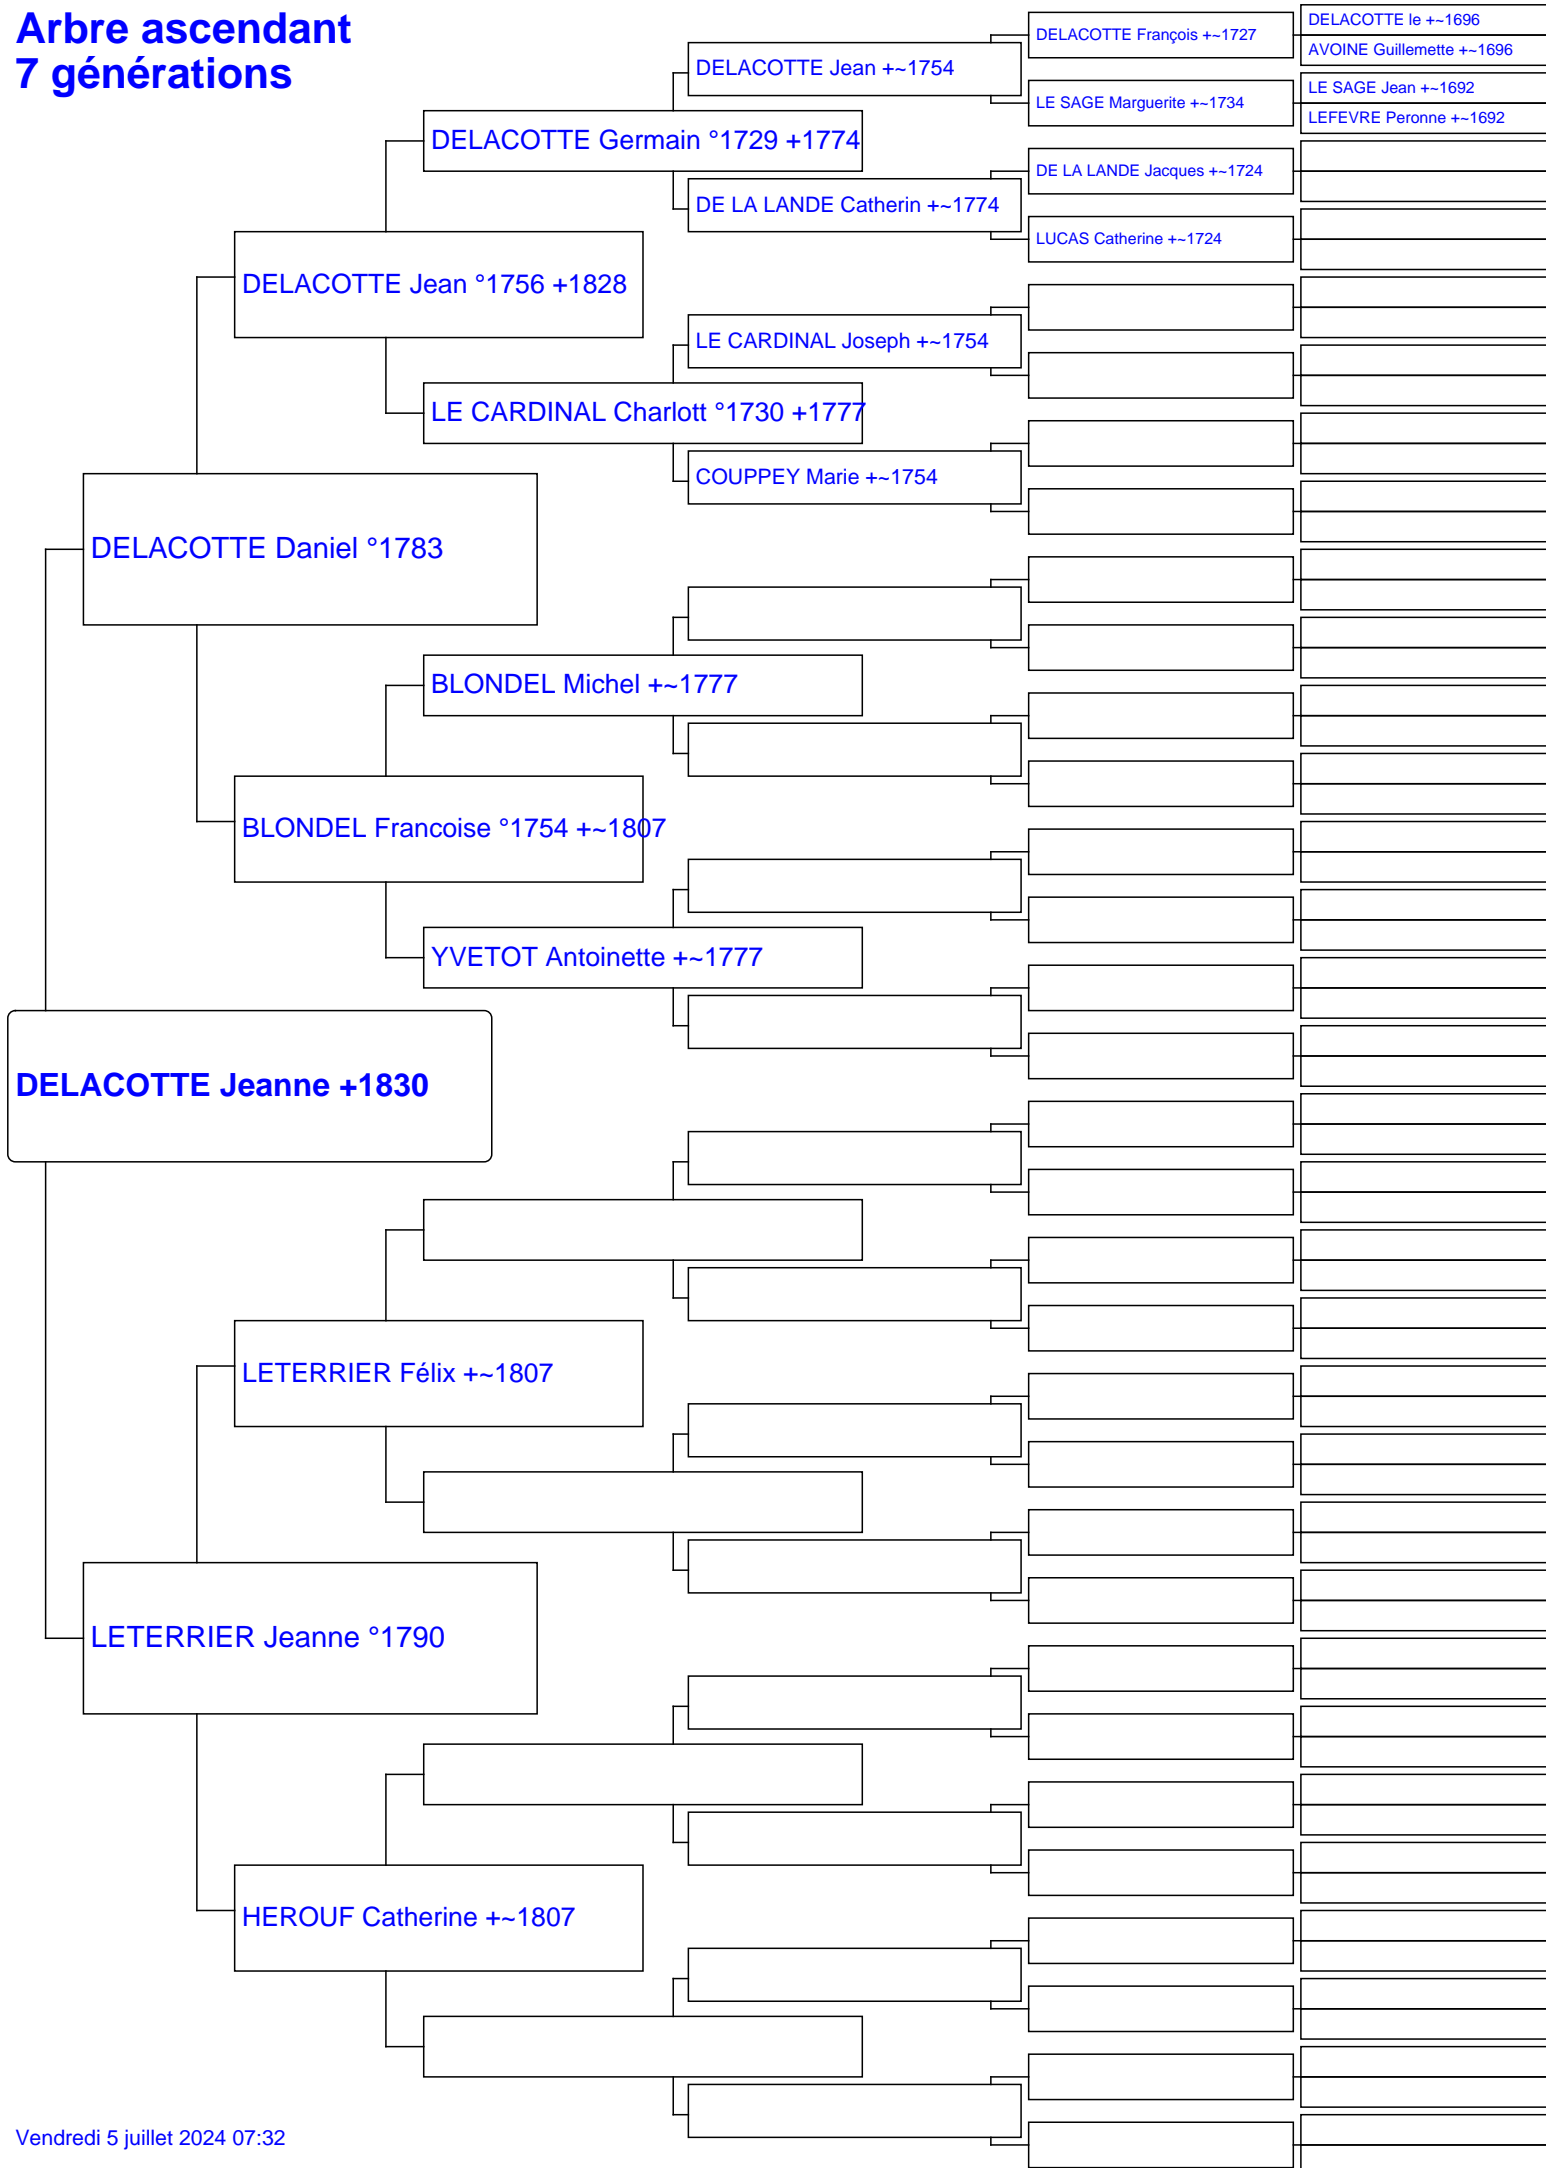 Arbre ascendant
7 générations
DELACOTTE le +~1696
DELACOTTE François +~1727
AVOINE Guillemette +~1696
DELACOTTE Jean +~1754
LE SAGE Jean +~1692
LE SAGE Marguerite +~1734
LEFEVRE Peronne +~1692
DELACOTTE Germain °1729 +1774
DE LA LANDE Jacques +~1724
DE LA LANDE Catherin +~1774
LUCAS Catherine +~1724
DELACOTTE Jean °1756 +1828
LE CARDINAL Joseph +~1754
LE CARDINAL Charlott °1730 +1777
COUPPEY Marie +~1754
DELACOTTE Daniel °1783
BLONDEL Michel +~1777
BLONDEL Francoise °1754 +~1807
YVETOT Antoinette +~1777
DELACOTTE Jeanne +1830
LETERRIER Félix +~1807
LETERRIER Jeanne °1790
HEROUF Catherine +~1807
Vendredi 5 juillet 2024 07:32